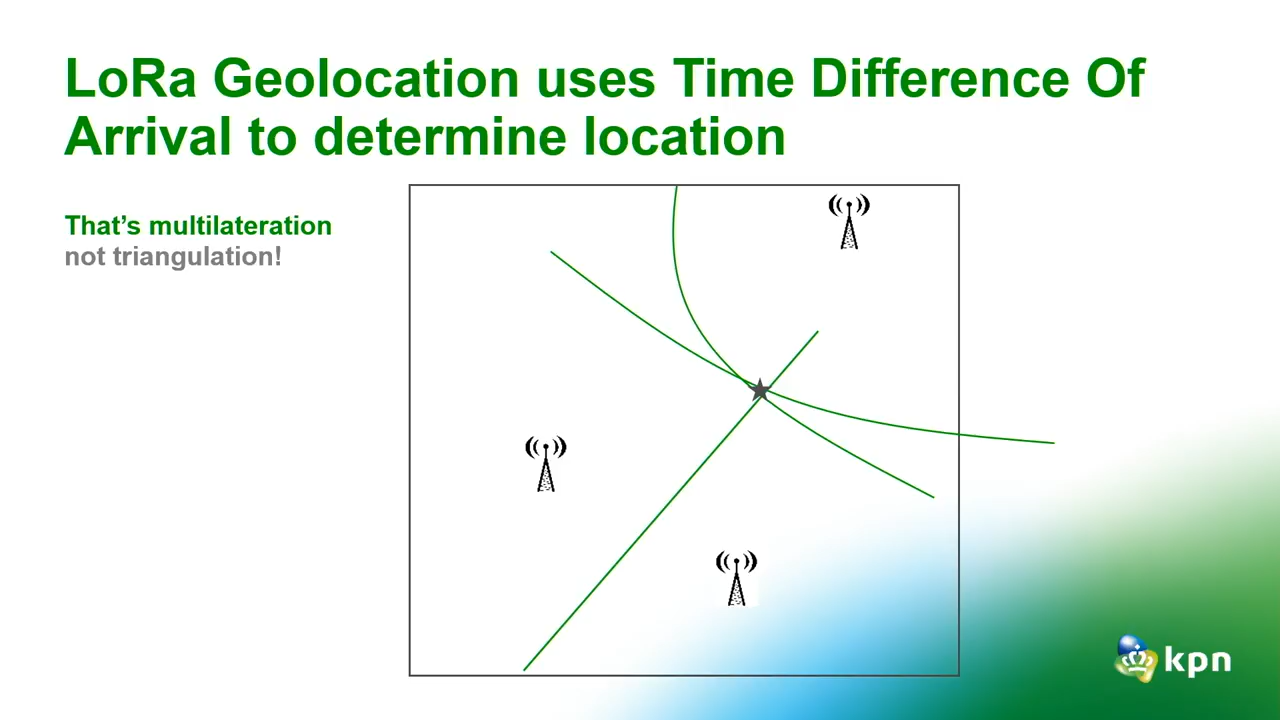 LoRa Geolocation uses Time Difference Of
Arrival to determine location
That's multilateration
not triangulation!
kpn